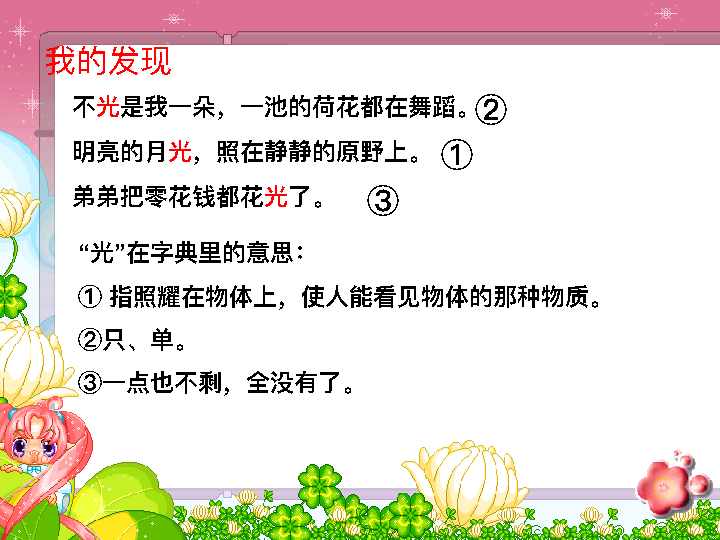 我的发现
不光是我一朵，一池的荷花都在舞蹈。②
明亮的月光，照在静静的原野上。 ①
弟弟把零花钱都花光了。 ③
“光”在字典里的意思：
① 指照耀在物体上，使人能看见物体的那种物质。
②只、单。
③一点也不剩，全没有了。